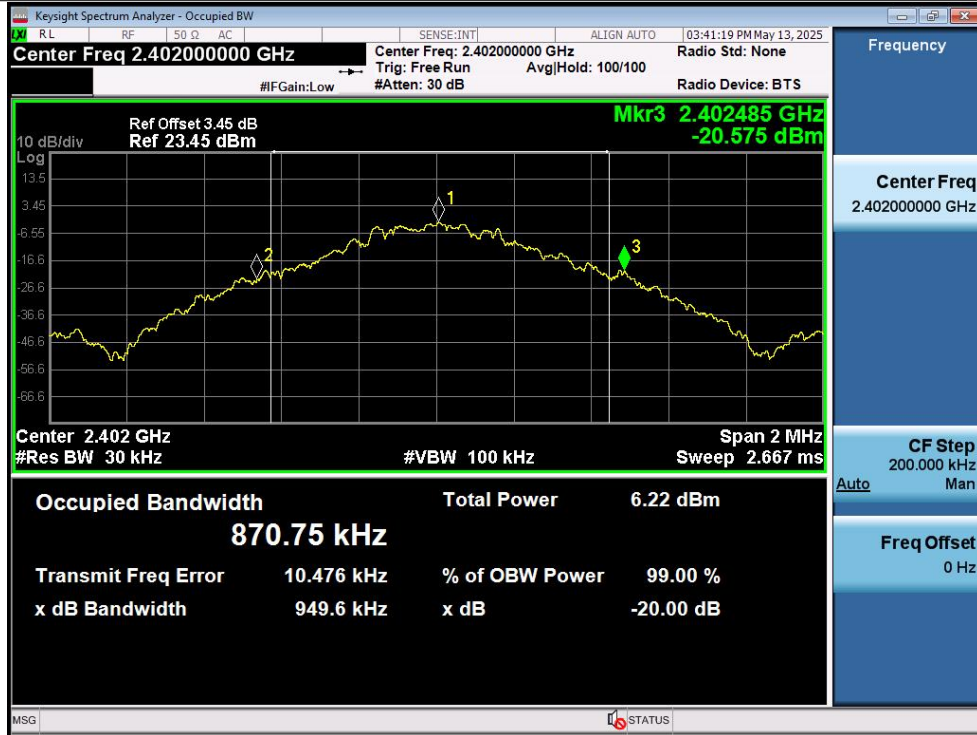 Keysight Spectrum Analyzer - Occupied BW
LXI RL RF 50 Ω AC SENSE:INT ALIGN AUTO 03:41:19 PM May 13, 2025
Center Freq 2.402000000 GHz
Center Freq: 2.402000000 GHz Radio Std: None
Trig: Free Run Avg|Hold: 100/100
#IFGain:Low #Atten: 30 dB Radio Device: BTS
Frequency
Mkr3 2.402485 GHz
-20.575 dBm
Ref Offset 3.45 dB
10 dB/div Ref 23.45 dBm
Log
13.5
3.45
-6.55
-16.6
-26.6
-36.6
-46.6
-56.6
-66.6
1
2
3
Center 2.402 GHz Span 2 MHz
#Res BW 30 kHz #VBW 100 kHz Sweep 2.667 ms
Center Freq
2.402000000 GHz
CF Step
200.000 kHz
Auto Man
Freq Offset
0 Hz
Occupied Bandwidth Total Power 6.22 dBm
870.75 kHz
Transmit Freq Error 10.476 kHz % of OBW Power 99.00 %
x dB Bandwidth 949.6 kHz x dB -20.00 dB
MSG STATUS